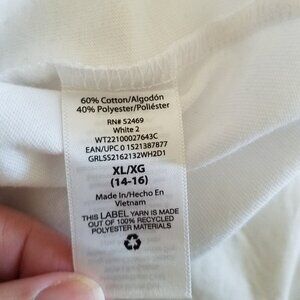 60% Cotton/Algodón
40% Polyester/Poliéster
RN# 52469
White 2
WT22100027643C
EAN/UPC 0 1521387877
GRLSS2162132WH2D1
XL/XG
(14-16)
Made In/Hecho En
Vietnam
THIS LABEL YARN IS MADE
OUT OF 100% RECYCLED
POLYESTER MATERIALS